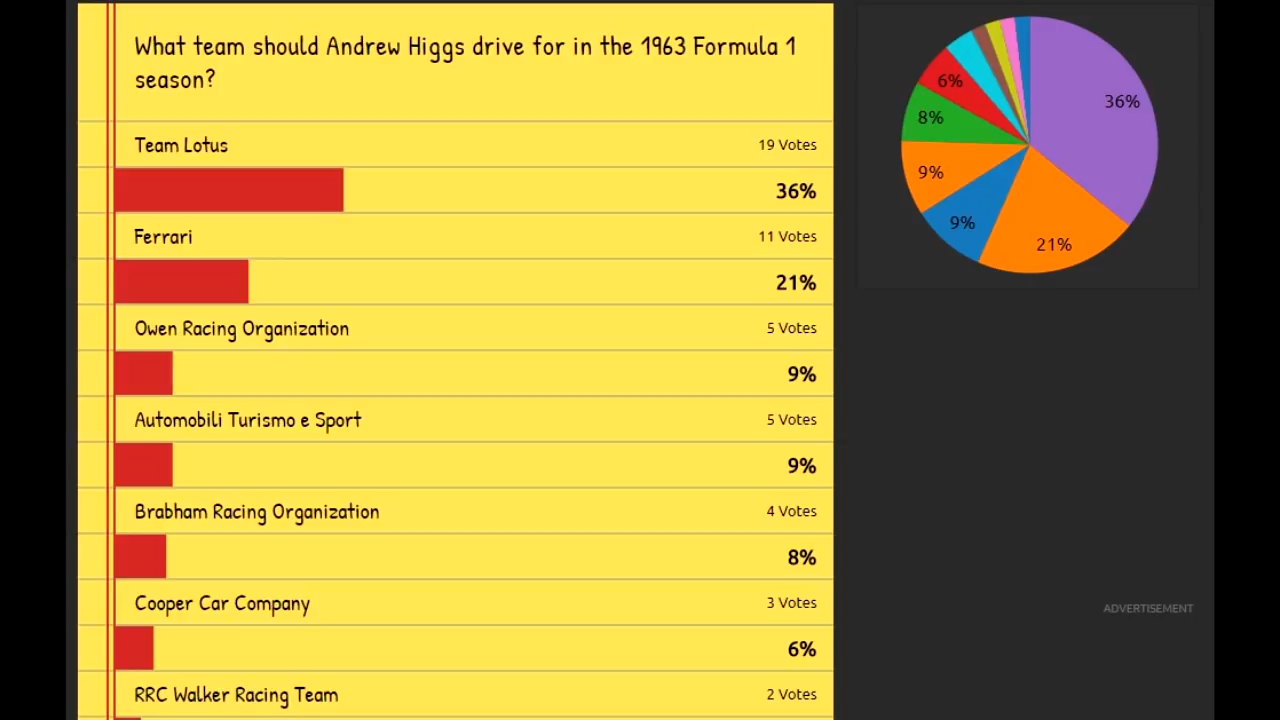 What team should Andrew Higgs drive for in the 1963 Formula 1
season?
Team Lotus 19 Votes
36%
Ferrari 11 Votes
21%
Owen Racing Organization 5 Votes
9%
Automobili Turismo e Sport 5 Votes
9%
Brabham Racing Organization 4 Votes
8%
Cooper Car Company 3 Votes
6%
RRC Walker Racing Team 2 Votes
6%
36%
8%
9%
9%
21%
ADVERTISEMENT